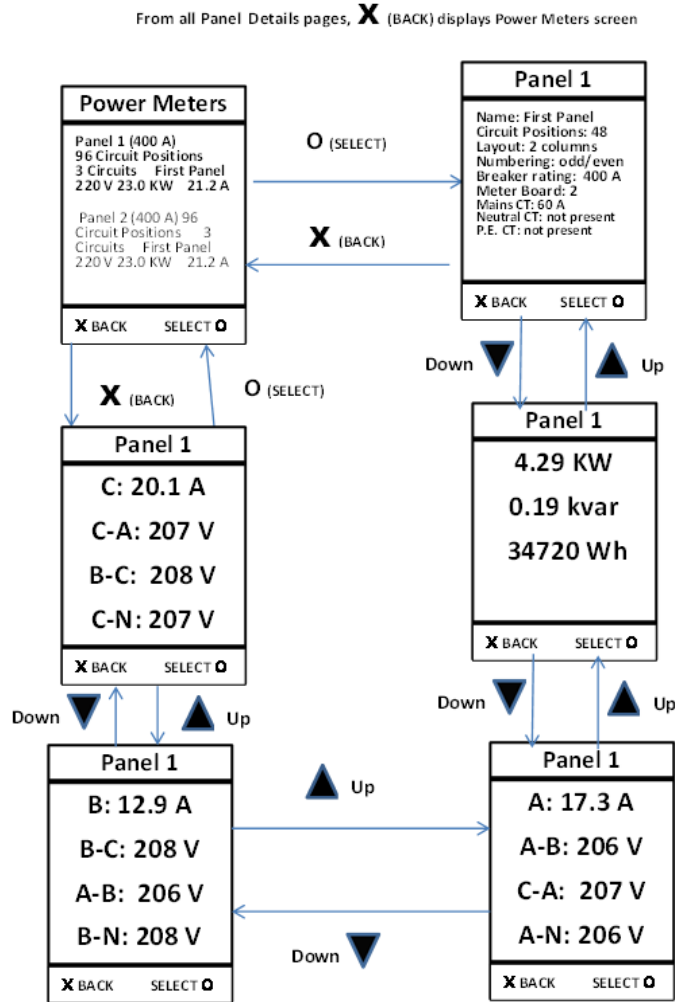 From all Panel Details pages, X (BACK) displays Power Meters screen
Power Meters
Panel 1 (400 A)
96 Circuit Positions
3 Circuits First Panel
220 V 23.0 KW 21.2 A
Panel 2 (400 A) 96
Circuit Positions 3
Circuits First Panel
220 V 23.0 KW 21.2 A
X BACK SELECT O
O (SELECT)
X (BACK)
Panel 1
Name: First Panel
Circuit Positions: 48
Layout: 2 columns
Numbering: odd/even
Breaker rating: 400 A
Meter Board: 2
Mains CT: 60 A
Neutral CT: not present
P.E. CT: not present
X BACK SELECT O
Down
Up
X (BACK)
O (SELECT)
Panel 1
C: 20.1 A
C-A: 207 V
B-C: 208 V
C-N: 207 V
X BACK SELECT O
Panel 1
4.29 KW
0.19 kvar
34720 Wh
X BACK SELECT O
Down
Up
Down
Up
Panel 1
B: 12.9 A
B-C: 208 V
A-B: 206 V
B-N: 208 V
X BACK SELECT O
Up
Down
Panel 1
A: 17.3 A
A-B: 206 V
C-A: 207 V
A-N: 206 V
X BACK SELECT O